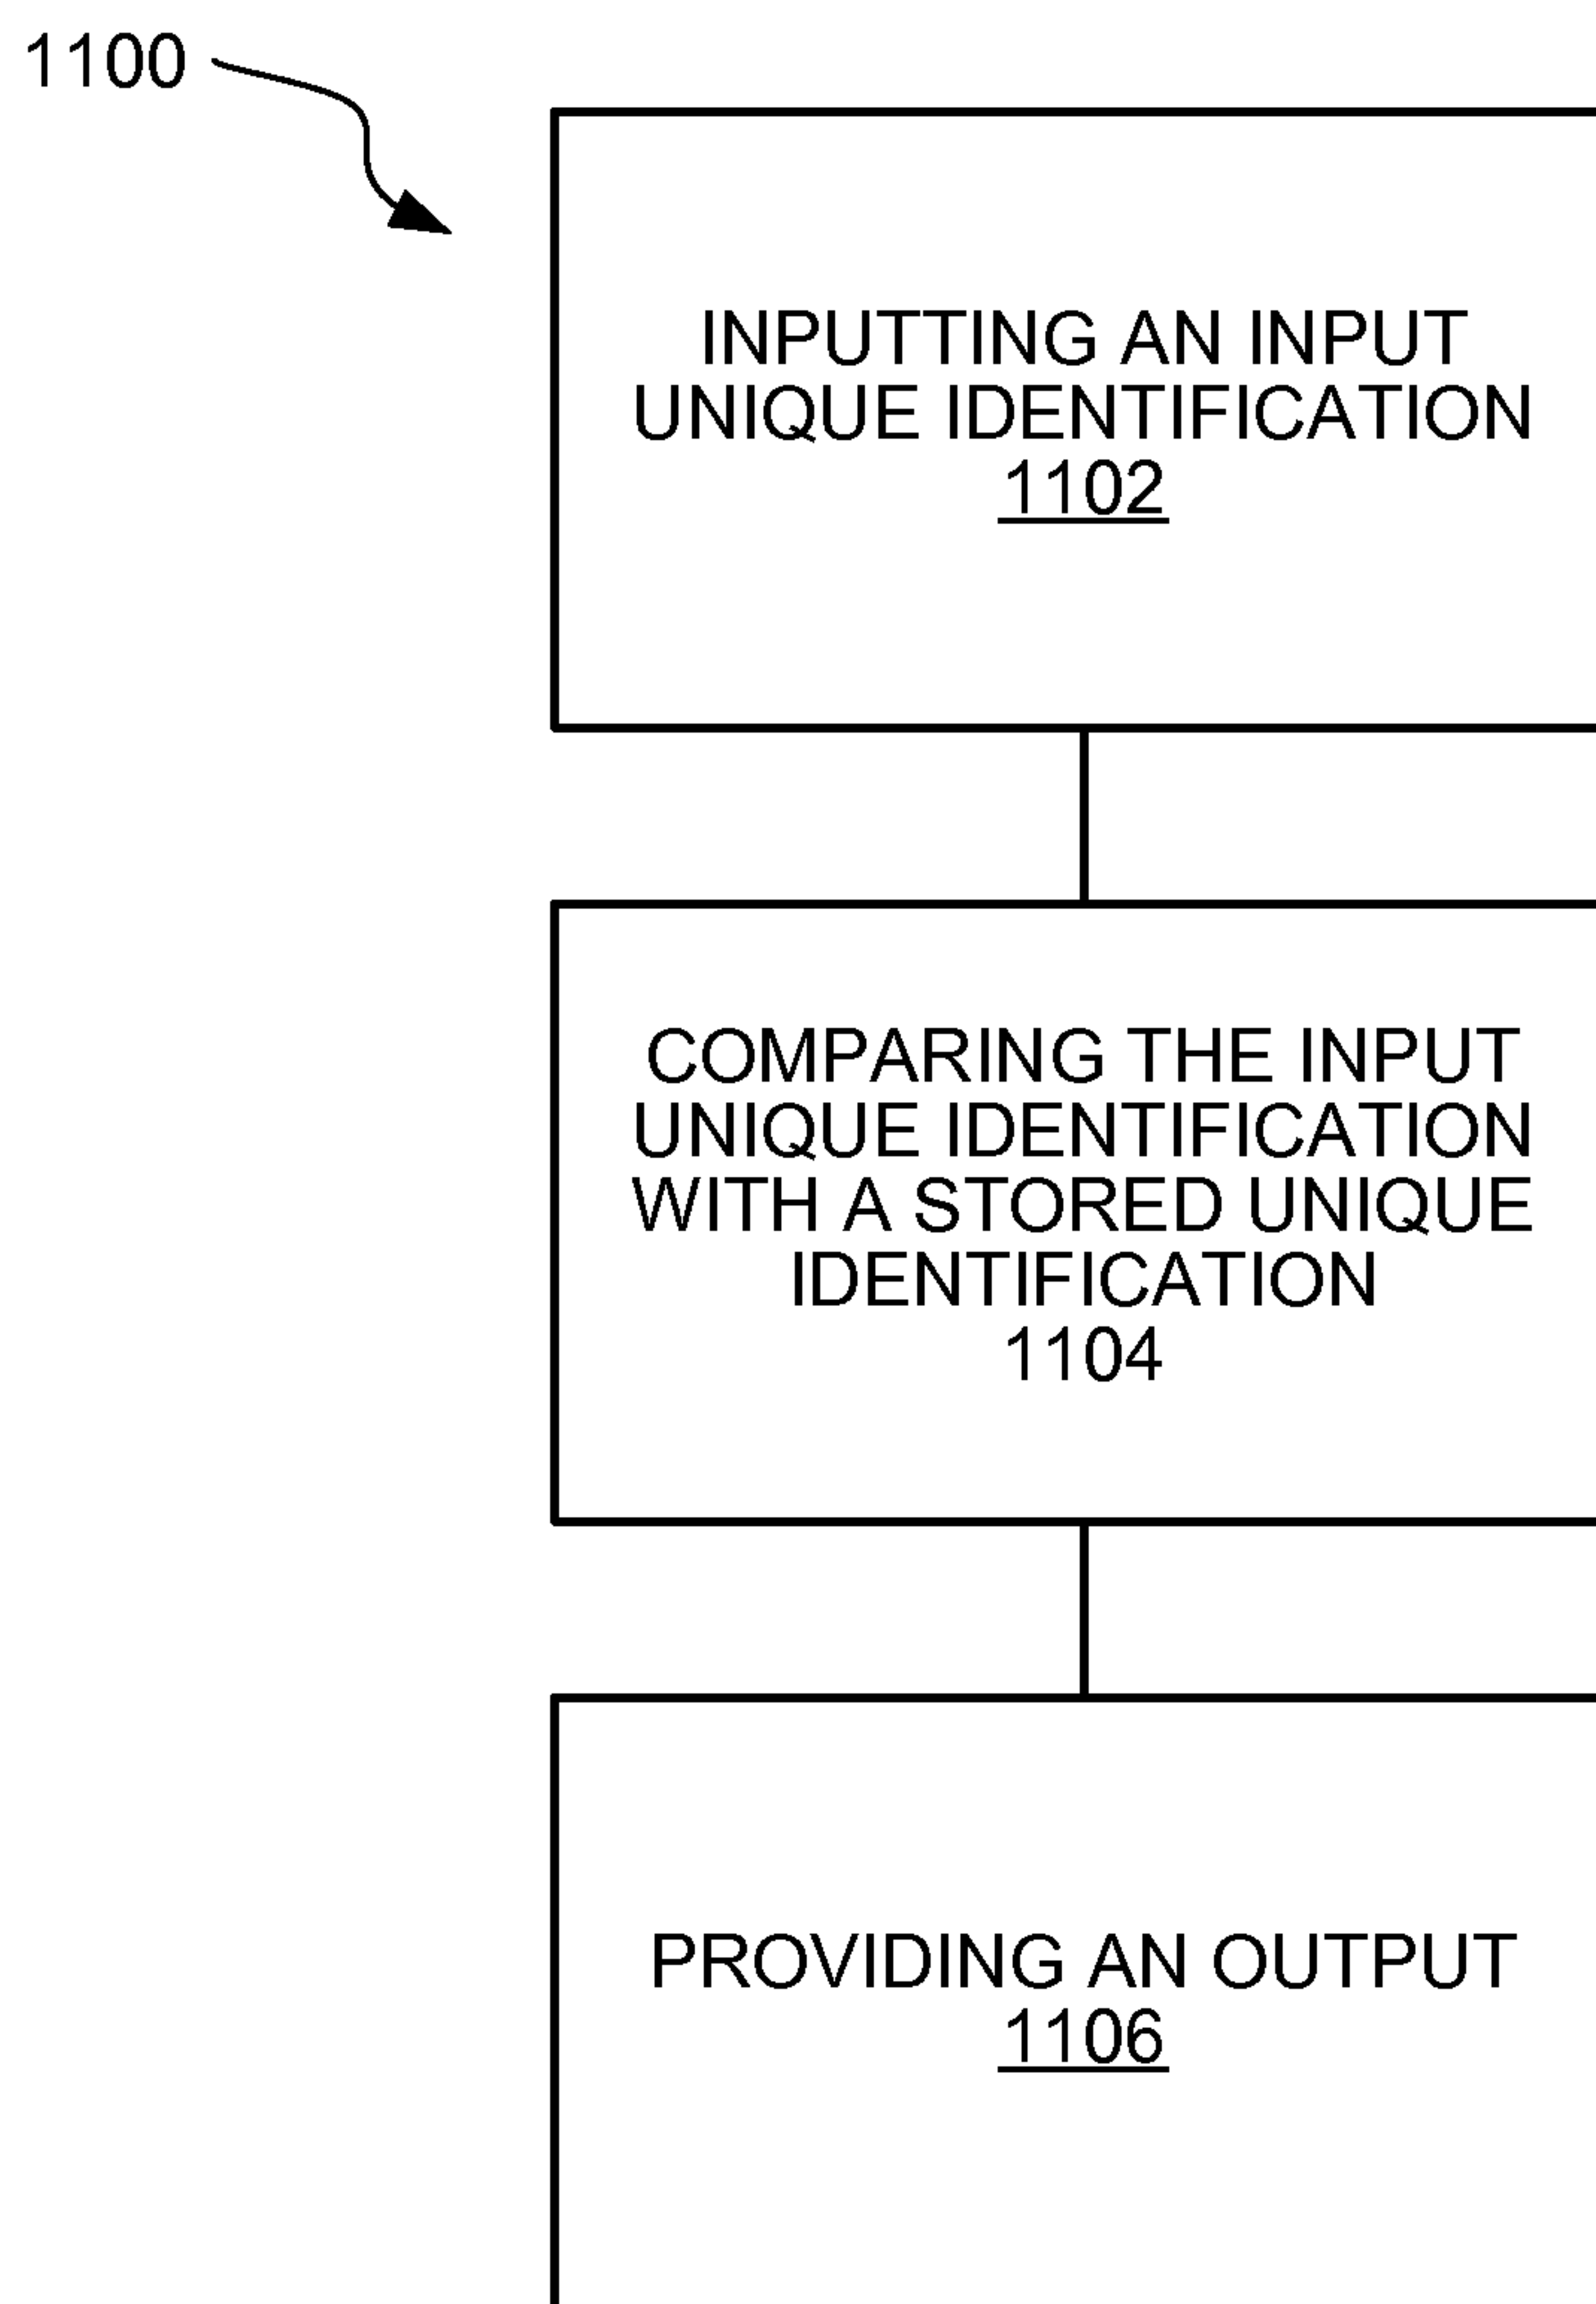 1100
INPUTTING AN INPUT
UNIQUE IDENTIFICATION
1102
COMPARING THE INPUT
UNIQUE IDENTIFICATION
WITH A STORED UNIQUE
IDENTIFICATION
1104
PROVIDING AN OUTPUT
1106